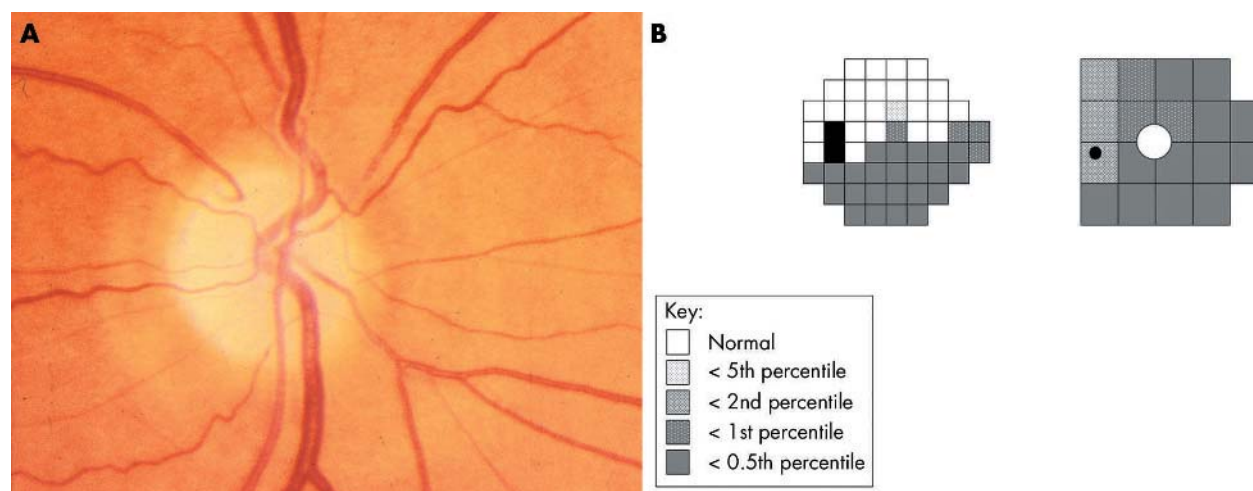 A
B
Key:
Normal
< 5th percentile
< 2nd percentile
< 1st percentile
< 0.5th percentile